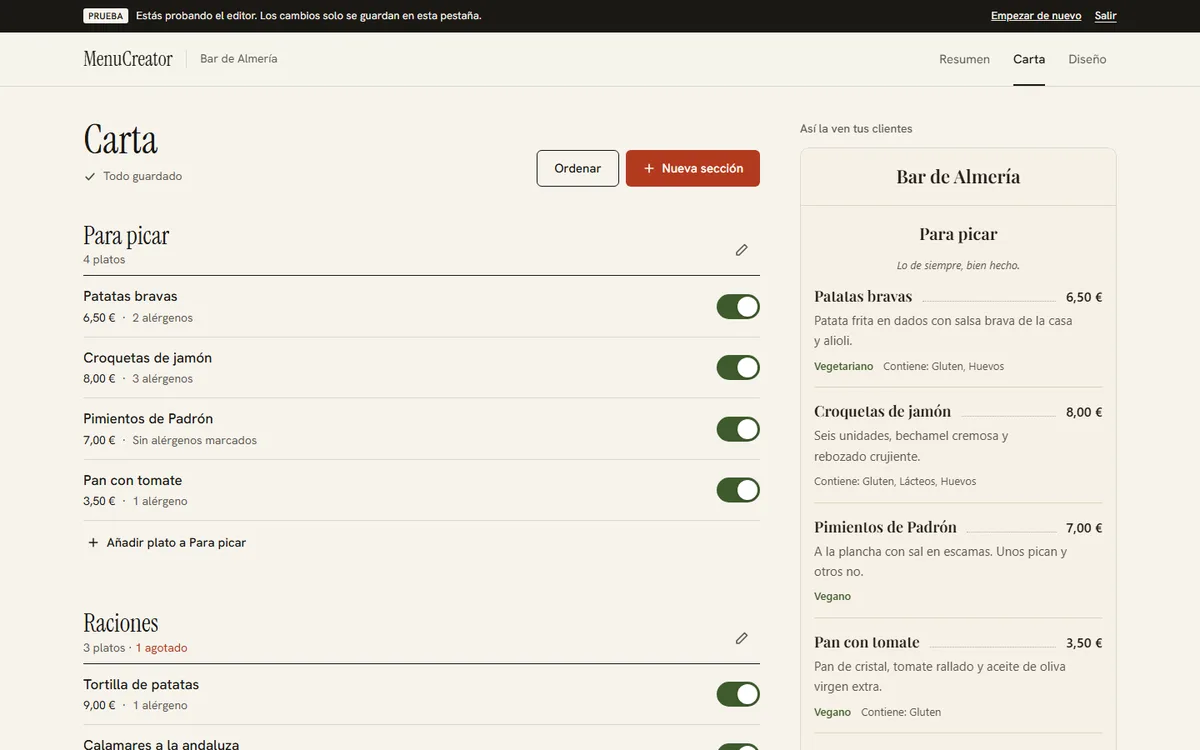 PRUEBA Estás probando el editor. Los cambios solo se guardan en esta pestaña. Empezar de nuevo Salir
MenuCreator Bar de Almería Resumen Carta Diseño
Carta
Todo guardado
Ordenar + Nueva sección
Para picar
4 platos
Patatas bravas
6,50 € · 2 alérgenos
Croquetas de jamón
8,00 € · 3 alérgenos
Pimientos de Padrón
7,00 € · Sin alérgenos marcados
Pan con tomate
3,50 € · 1 alérgeno
+ Añadir plato a Para picar
Raciones
3 platos · 1 agotado
Tortilla de patatas
9,00 € · 1 alérgeno
Calamares a la andaluza
Así la ven tus clientes
Bar de Almería
Para picar
Lo de siempre, bien hecho.
Patatas bravas 6,50 €
Patata frita en dados con salsa brava de la casa
y alioli.
Vegetariano Contiene: Gluten, Huevos
Croquetas de jamón 8,00 €
Seis unidades, bechamel cremosa y
rebozado crujiente.
Contiene: Gluten, Lácteos, Huevos
Pimientos de Padrón 7,00 €
A la plancha con sal en escamas. Unos pican y
otros no.
Vegano
Pan con tomate 3,50 €
Pan de cristal, tomate rallado y aceite de oliva
virgen extra.
Vegano Contiene: Gluten